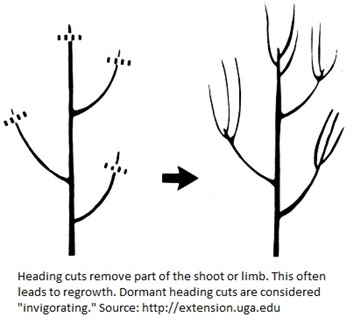 Heading cuts remove part of the shoot or limb. This often
leads to regrowth. Dormant heading cuts are considered
"invigorating." Source: http://extension.uga.edu